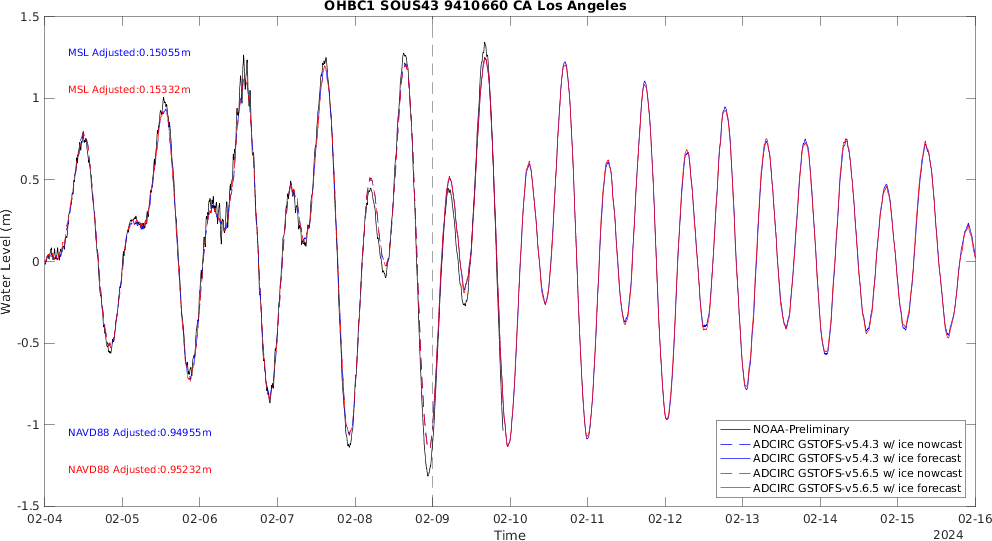 OHBC1 SOUS43 9410660 CA Los Angeles
1.5
MSL Adjusted:0.15055m
MSL Adjusted:0.15332m
1
0.5
Water Level (m)
0
-0.5
-1
NAVD88 Adjusted:0.94955m
NAVD88 Adjusted:0.95232m
-1.5
NOAA-Preliminary
ADCIRC GSTOFS-v5.4.3 w/ ice nowcast
ADCIRC GSTOFS-v5.4.3 w/ ice forecast
ADCIRC GSTOFS-v5.6.5 w/ ice nowcast
ADCIRC GSTOFS-v5.6.5 w/ ice forecast
02-04 02-05 02-06 02-07 02-08 02-09 02-10 02-11 02-12 02-13 02-14 02-15 02-16
Time
2024